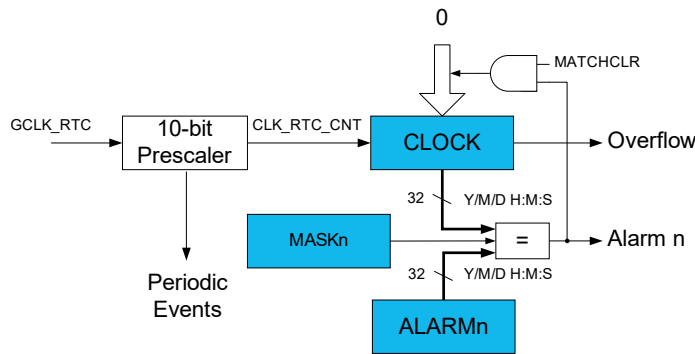 0
MATCHCLR
GCLK_RTC
10-bit
Prescaler
CLK_RTC_CNT
CLOCK
Overflow
32
Y/M/D H:M:S
MASKn
=
Alarm n
Periodic
Events
32
Y/M/D H:M:S
ALARMn